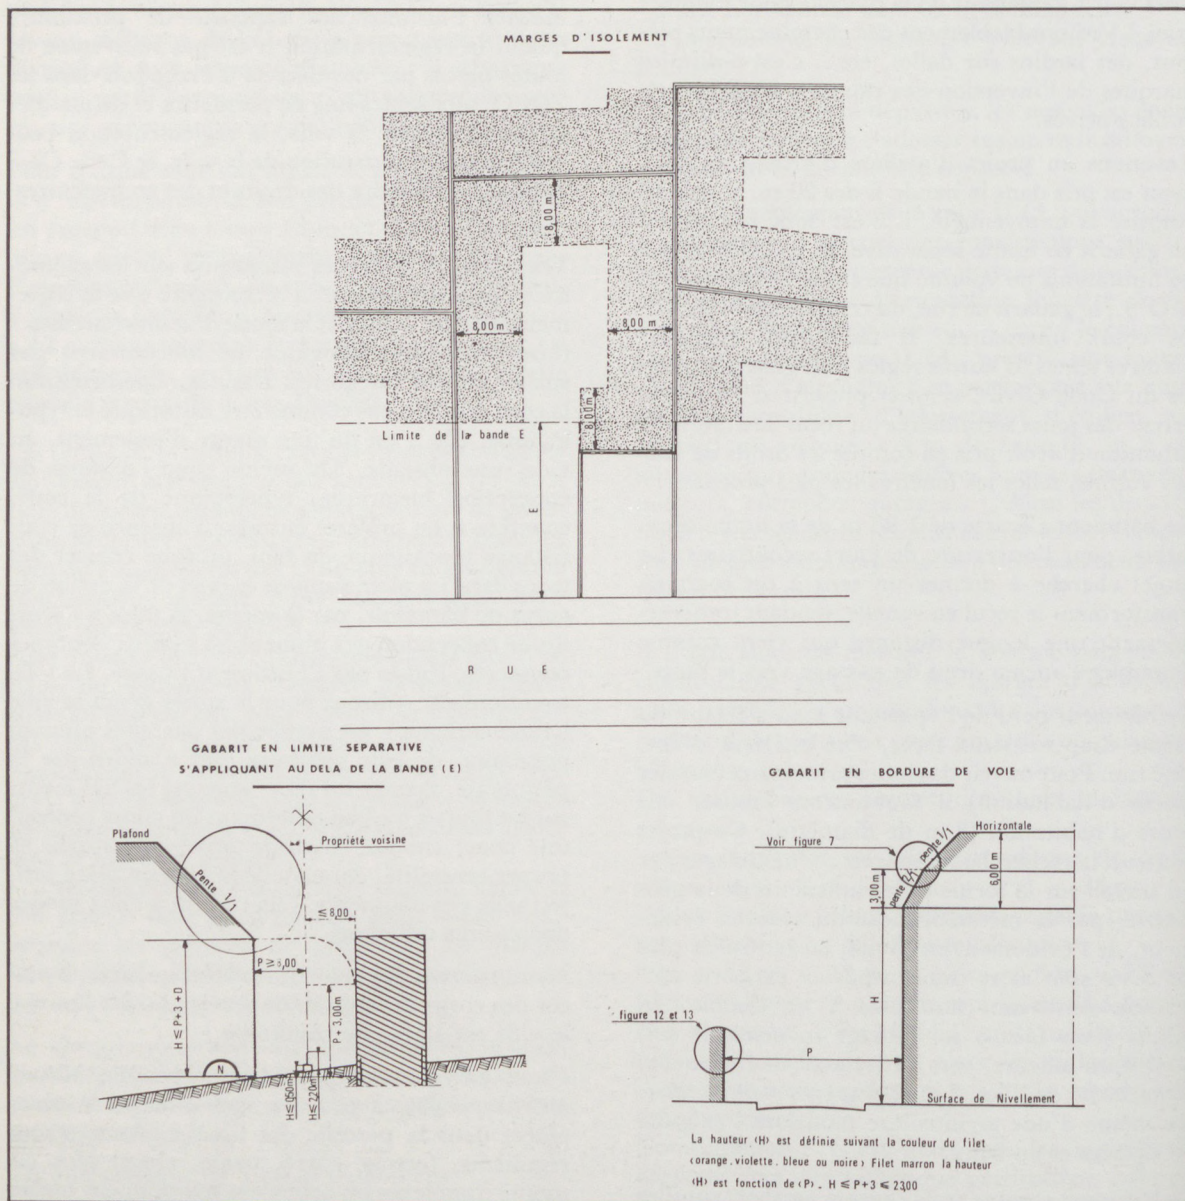 MARGES D'ISOLEMENT
8,00 m
8,00 m
8,00 m
8,00 m
Limite de la bande E
E
RUE
GABARIT EN LIMITE SEPARATIVE
S'APPLIQUANT AU DELA DE LA BANDE (E)
Plafond
Propriété voisine
Pente 1/1
≤ 8,00
H ≤ P+3+D
P + 3.00m
N
H ≤ 0,50m
H ≤ 2,20m
GABARIT EN BORDURE DE VOIE
Horizontale
Voir figure 7
pente 1/1
pente 2/1
3,00m
6,00m
H
figure 12 et 13
P
Surface de Nivellement
La hauteur (H) est définie suivant la couleur du filet
(orange.violette.bleue ou noire) Filet marron la hauteur
(H) est fonction de (P). H ≤ P+3 ≤ 23,00